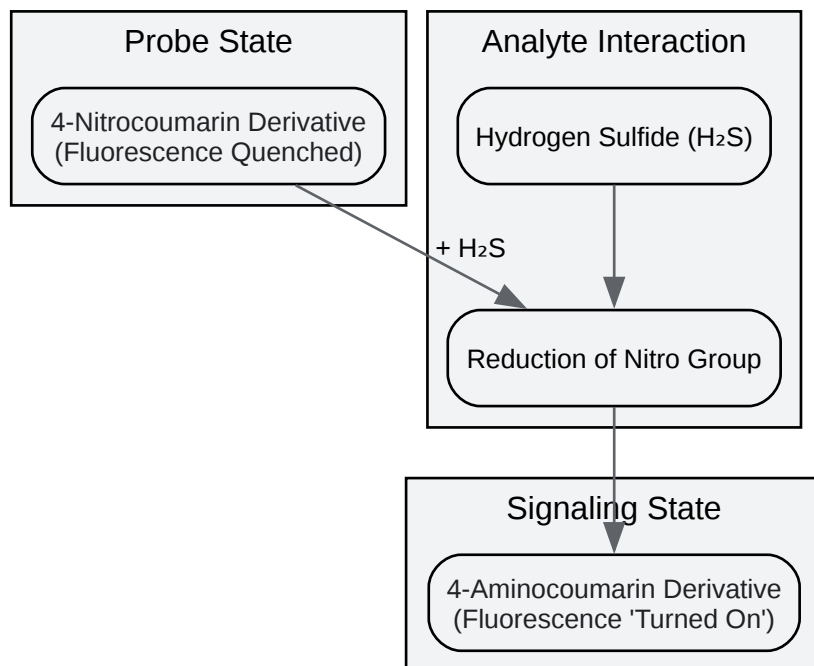 Probe State
4-Nitrocoumarin Derivative
(Fluorescence Quenched)
Analyte Interaction
Hydrogen Sulfide (H₂S)
+ H₂S
Reduction of Nitro Group
Signaling State
4-Aminocoumarin Derivative
(Fluorescence 'Turned On')